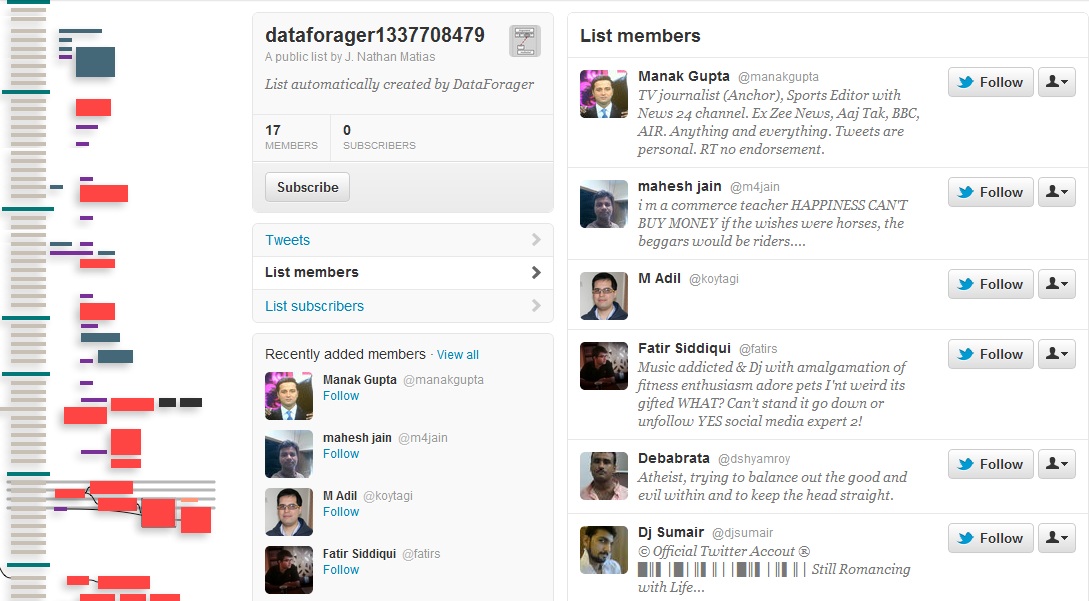 dataforager1337708479
A public list by J. Nathan Matias
List automatically created by DataForager
17
MEMBERS
0
SUBSCRIBERS
Subscribe
Tweets
List members
List subscribers
Recently added members · View all
Manak Gupta @manakgupta
Follow
mahesh jain @m4jain
Follow
M Adil @koytagi
Follow
Fatir Siddiqui @fatirs
Follow
List members
Manak Gupta @manakgupta
TV journalist (Anchor), Sports Editor with
News 24 channel. Ex Zee News, Aaj Tak, BBC,
AIR. Anything and everything. Tweets are
personal. RT no endorsement.
Follow
mahesh jain @m4jain
i m a commerce teacher HAPPINESS CAN'T
BUY MONEY if the wishes were horses, the
beggars would be riders....
Follow
M Adil @koytagi
Follow
Fatir Siddiqui @fatirs
Music addicted & Dj with amalgamation of
fitness enthusiasm adore pets I'nt weird its
gifted WHAT? Can't stand it go down or
unfollow YES social media expert 2!
Follow
Debabrata @dshyamroy
Atheist, trying to balance out the good and
evil within and to keep the head straight.
Follow
Dj Sumair @djsumair
© Official Twitter Accout ®
Still Romancing
with Life...
Follow